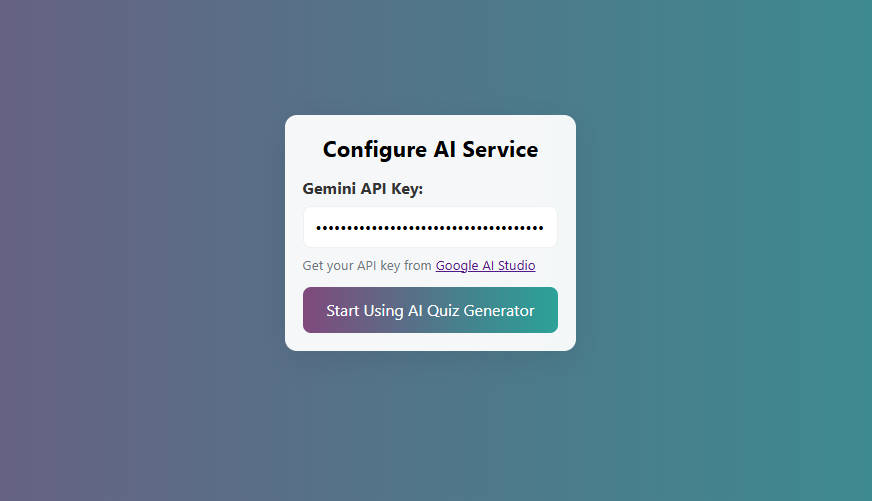 Configure AI Service
Gemini API Key:
••••••••••••••••••••••••••••••••••••••
Get your API key from Google AI Studio
Start Using AI Quiz Generator